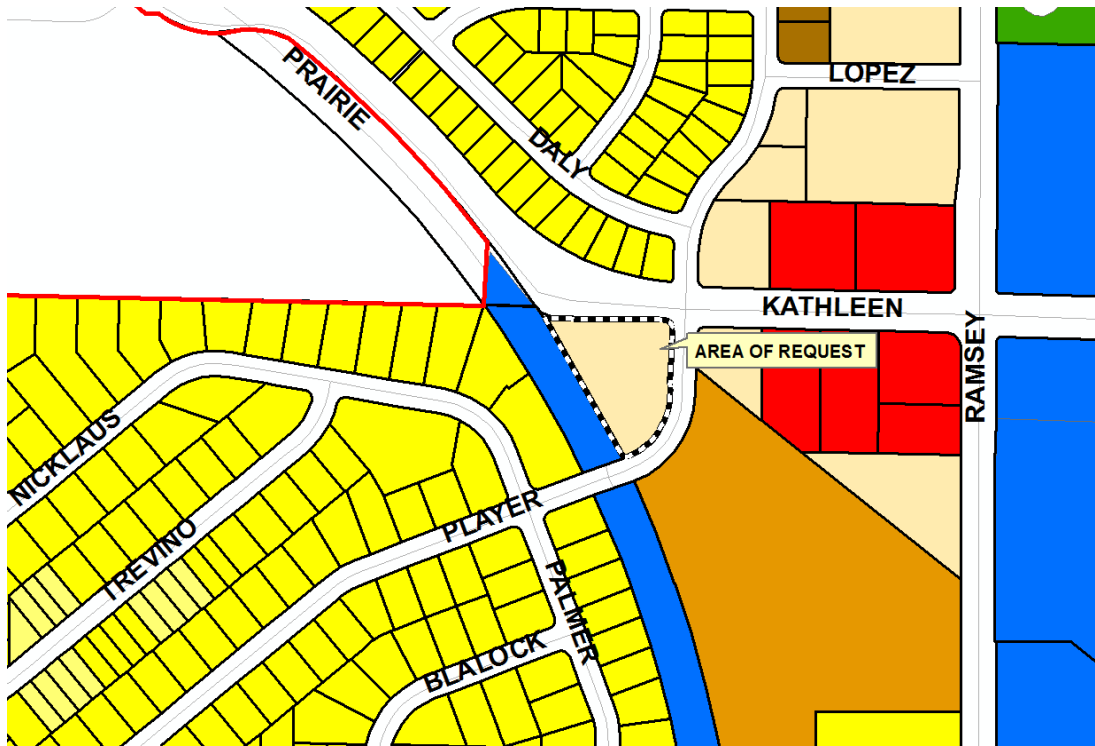 PRAIRIE
LOPEZ
DALY
KATHLEEN
AREA OF REQUEST
RAMSEY
NICKLAUS
TREVINO
PLAYER
PALMER
BLALOCK